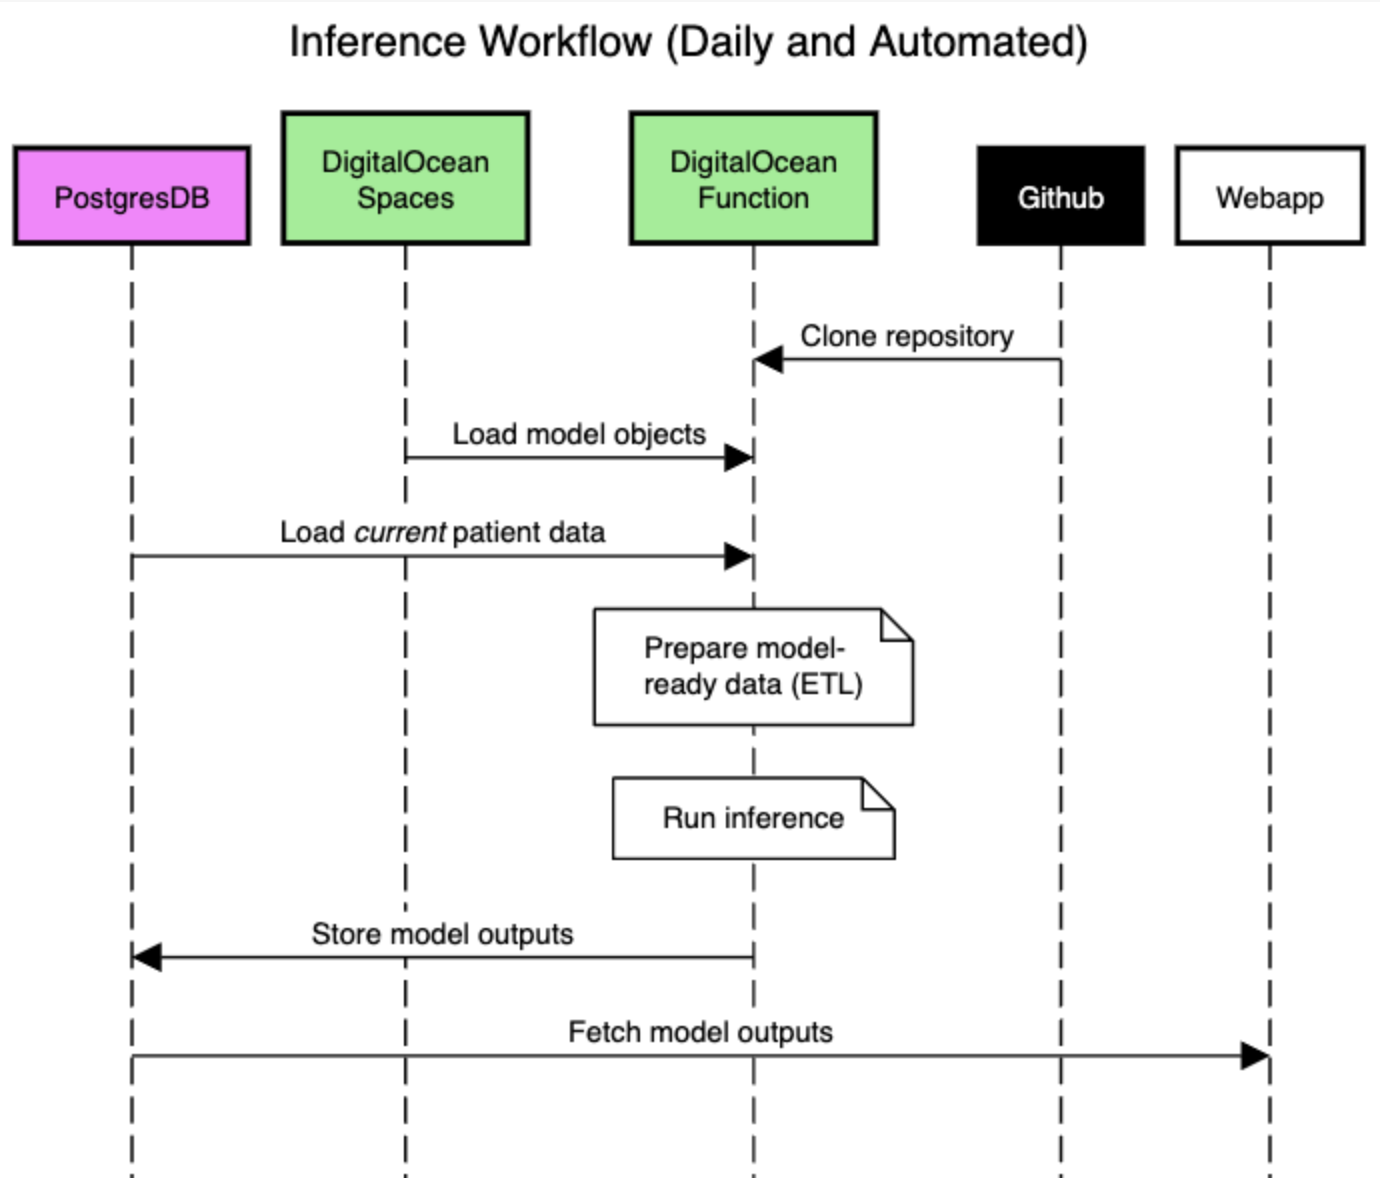 Inference Workflow (Daily and Automated)
PostgresDB
DigitalOcean
Spaces
DigitalOcean
Function
Github
Webapp
Clone repository
Load model objects
Load current patient data
Prepare model-
ready data (ETL)
Run inference
Store model outputs
Fetch model outputs